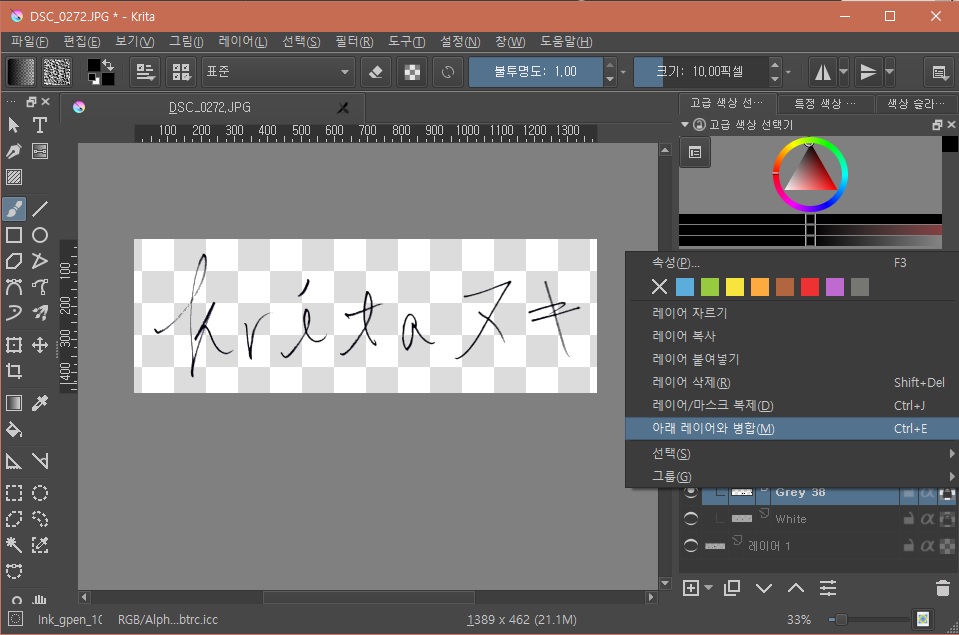 DSC_0272.JPG * - Krita
파일(F) 편집(E) 보기(V) 그림(I) 레이어(L) 선택(S) 필터(R) 도구(T) 설정(N) 창(W) 도움말(H)
표준 불투명도: 1,00 크기: 10,00픽셀
DSC_0272.JPG
고급 색상 선… 특정 색상 … 색상 슬라…
고급 색상 선택기
100 200 300 400 500 600 700 800 900 1000 1100 1200 1300
100 200 300 400
krita
속성(P)... F3
레이어 자르기
레이어 복사
레이어 붙여넣기
레이어 삭제(R) Shift+Del
레이어/마스크 복제(D) Ctrl+J
아래 레이어와 병합(M) Ctrl+E
선택(S)
그룹(G)
Grey 38
White
레이어 1
Ink_gpen_10 RGB/Alph...btrc.icc 1389 x 462 (21.1M) 33%